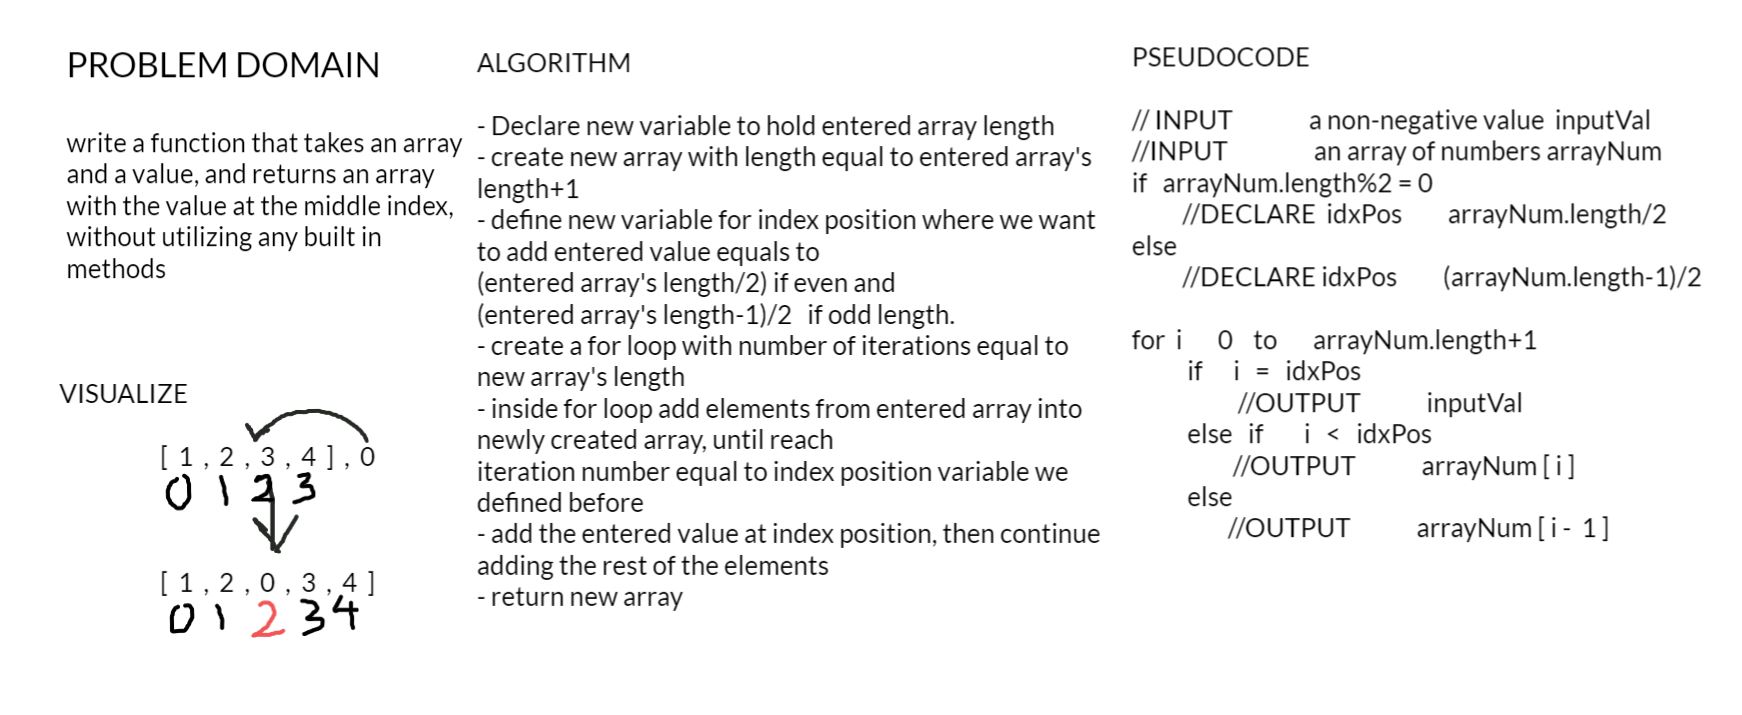 PROBLEM DOMAIN
write a function that takes an array
and a value, and returns an array
with the value at the middle index,
without utilizing any built in
methods
VISUALIZE
[ 1 , 2 , 3 , 4 ] , 0
0 1 2 3
[ 1 , 2 , 0 , 3 , 4 ]
0 1 2 3 4
ALGORITHM
- Declare new variable to hold entered array length
- create new array with length equal to entered array's
length+1
- define new variable for index position where we want
to add entered value equals to
(entered array's length/2) if even and
(entered array's length-1)/2 if odd length.
- create a for loop with number of iterations equal to
new array's length
- inside for loop add elements from entered array into
newly created array, until reach
iteration number equal to index position variable we
defined before
- add the entered value at index position, then continue
adding the rest of the elements
- return new array
PSEUDOCODE
// INPUT a non-negative value inputVal
//INPUT an array of numbers arrayNum
if arrayNum.length%2 = 0
//DECLARE idxPos arrayNum.length/2
else
//DECLARE idxPos (arrayNum.length-1)/2
for i 0 to arrayNum.length+1
if i = idxPos
//OUTPUT inputVal
else if i < idxPos
//OUTPUT arrayNum [ i ]
else
//OUTPUT arrayNum [ i - 1 ]